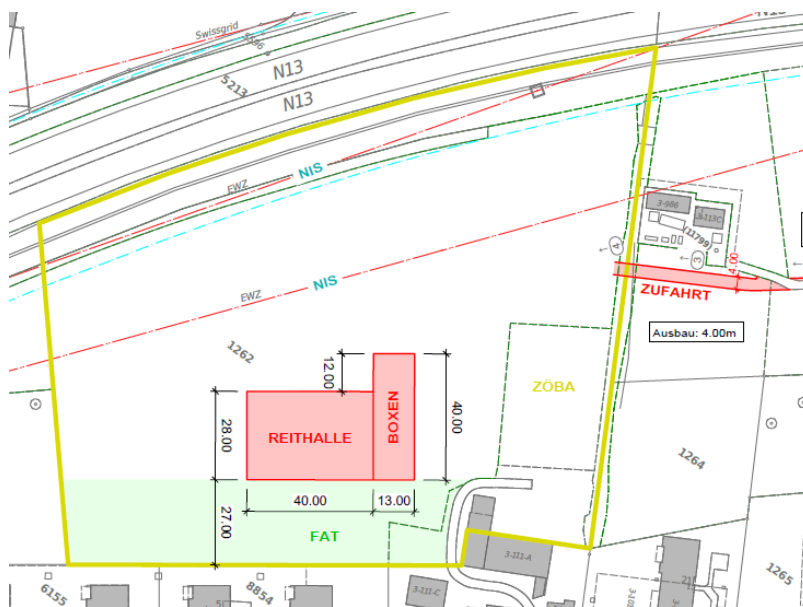 Swissgrid
5213
N13
N13
N13
NIS
EWZ
3-986
3-113C
(11799)
4
3
4.00
ZUFAHRT
Ausbau: 4.00m
NIS
EWZ
1262
12.00
ZÖBA
BOXEN
40.00
28.00
REITHALLE
1264
40.00
13.00
27.00
FAT
3-111-A
6155
8854
3-111-C
1265